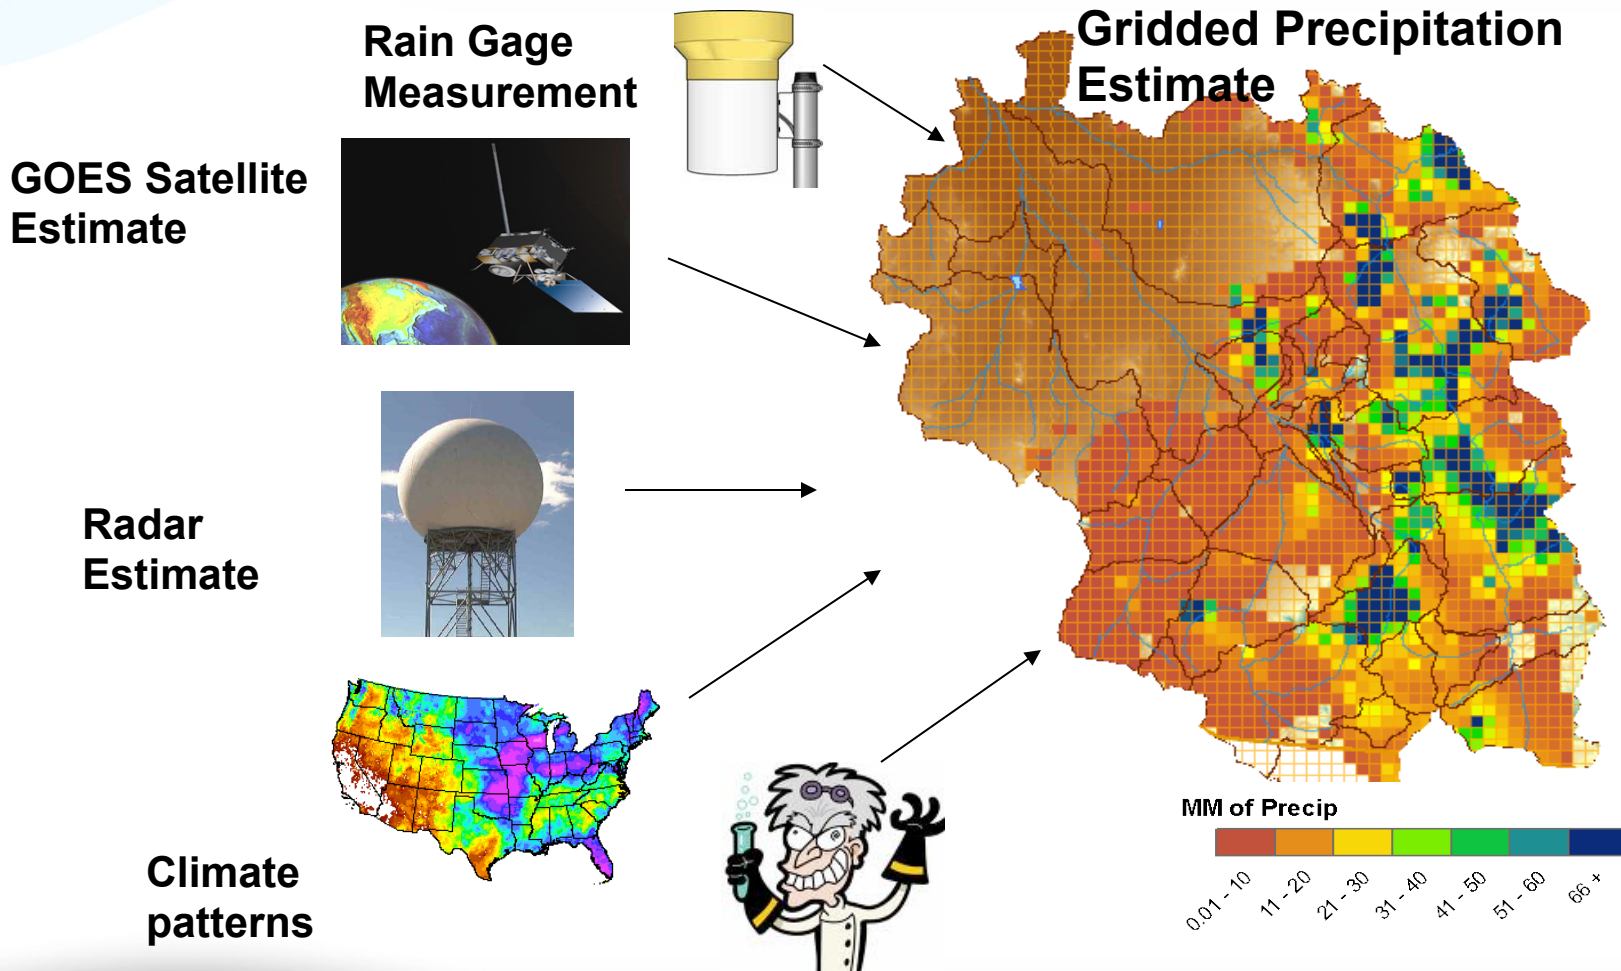 Rain Gage
Measurement
Gridded Precipitation
Estimate
GOES Satellite
Estimate
Radar
Estimate
Climate
patterns
MM of Precip
0.01 - 10
11 - 20
21 - 30
31 - 40
41 - 50
51 - 60
66 +